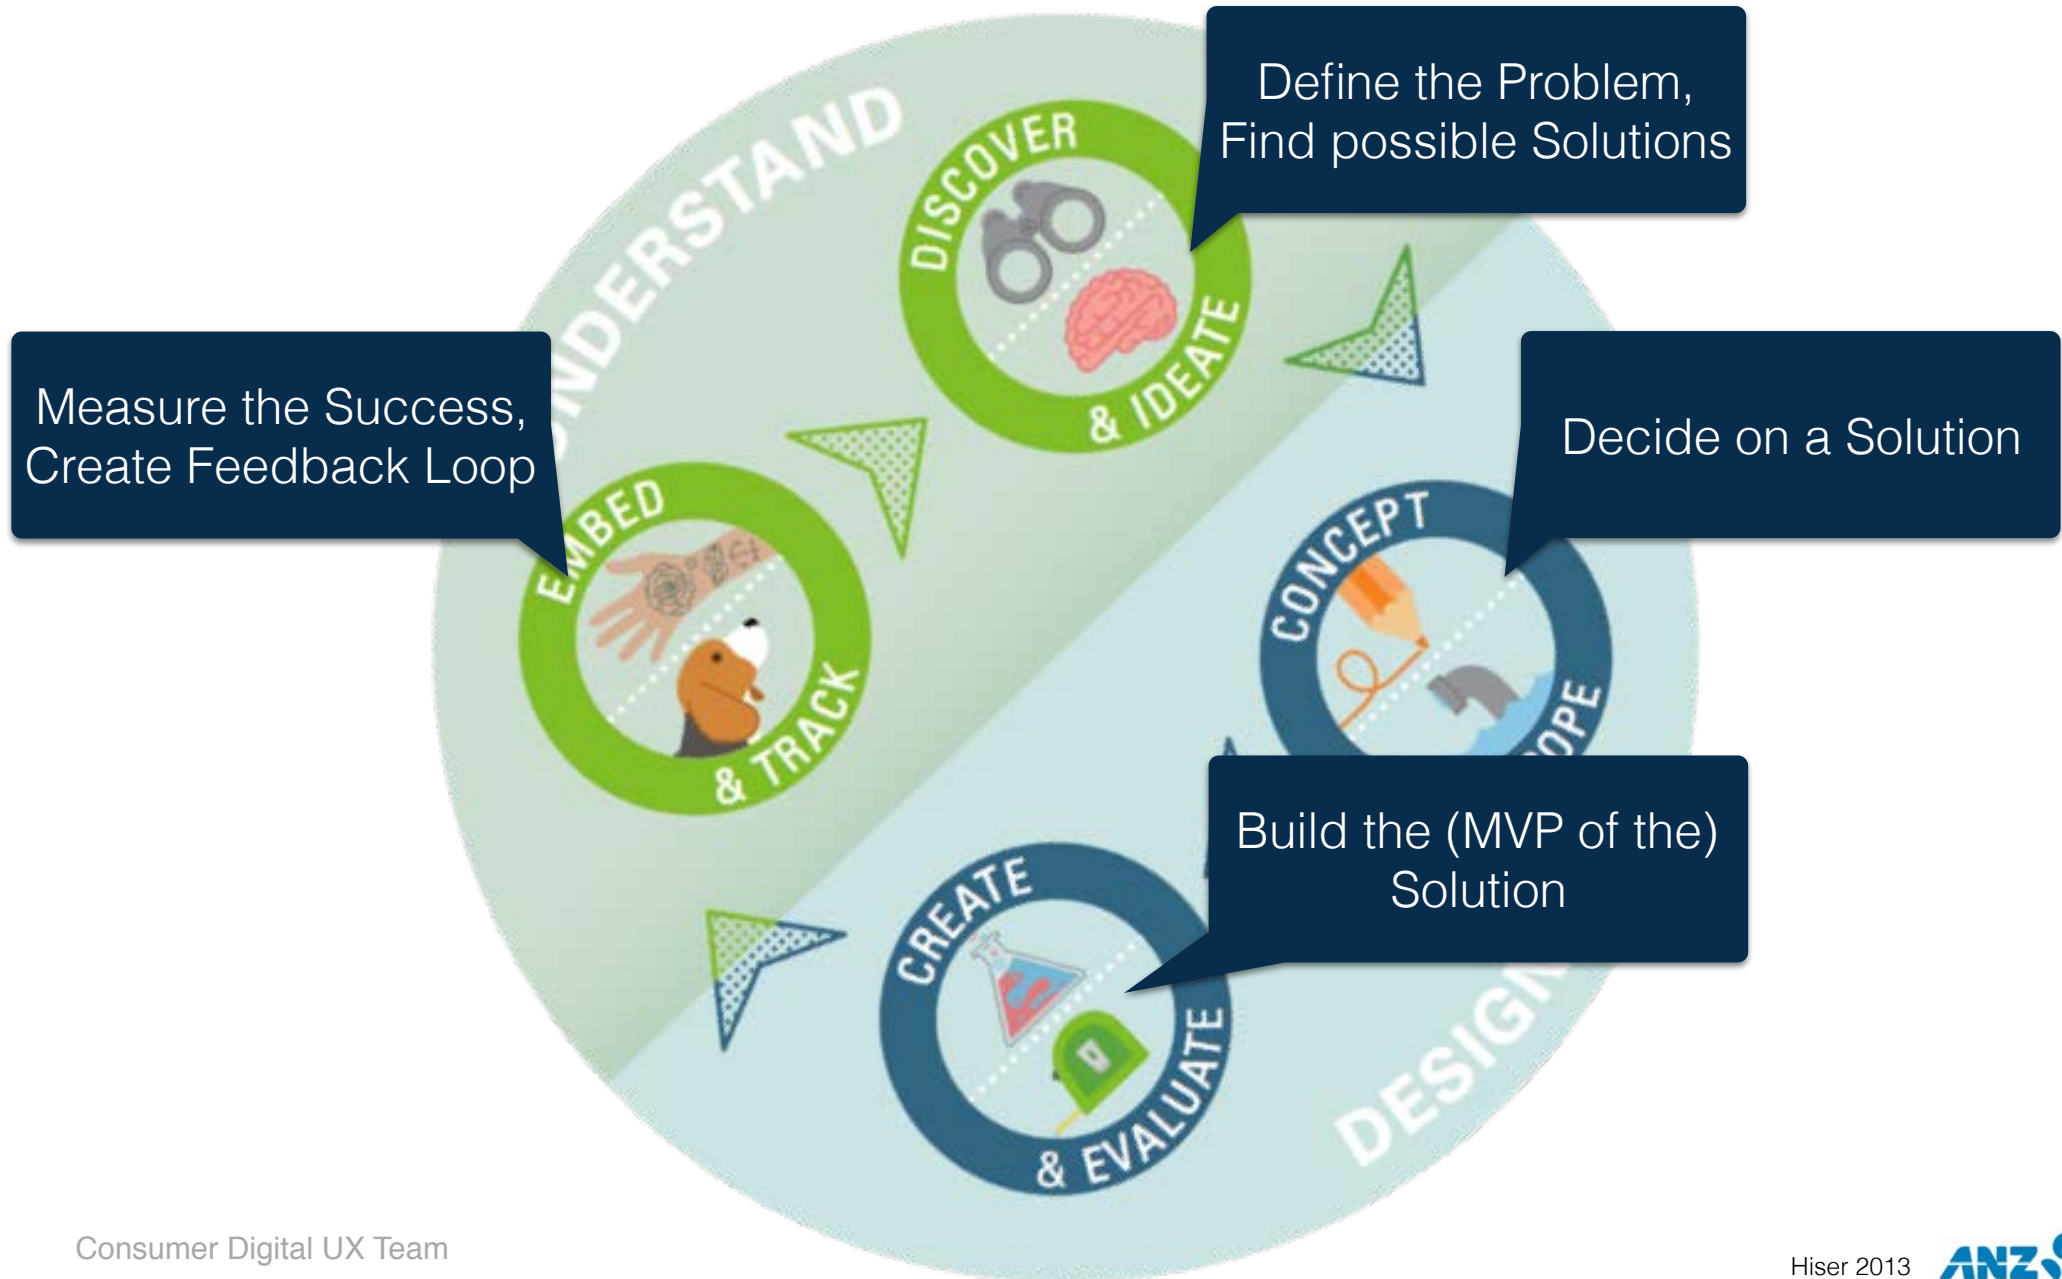 Define the Problem,
Find possible Solutions
UNDERSTAND
DISCOVER
& IDEATE
Measure the Success,
Create Feedback Loop
Decide on a Solution
EMBED
& TRACK
CONCEPT
Build the (MVP of the)
Solution
CREATE
& EVALUATE
DESIGN
Consumer Digital UX Team
Hiser 2013
ANZ